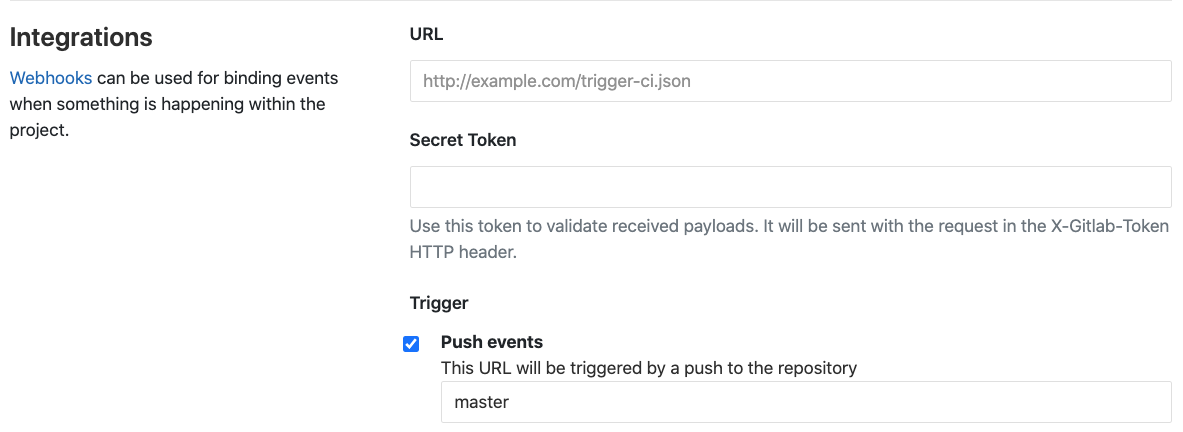 Integrations
Webhooks can be used for binding events
when something is happening within the
project.
URL
http://example.com/trigger-ci.json
Secret Token
Use this token to validate received payloads. It will be sent with the request in the X-Gitlab-Token
HTTP header.
Trigger
Push events
This URL will be triggered by a push to the repository
master